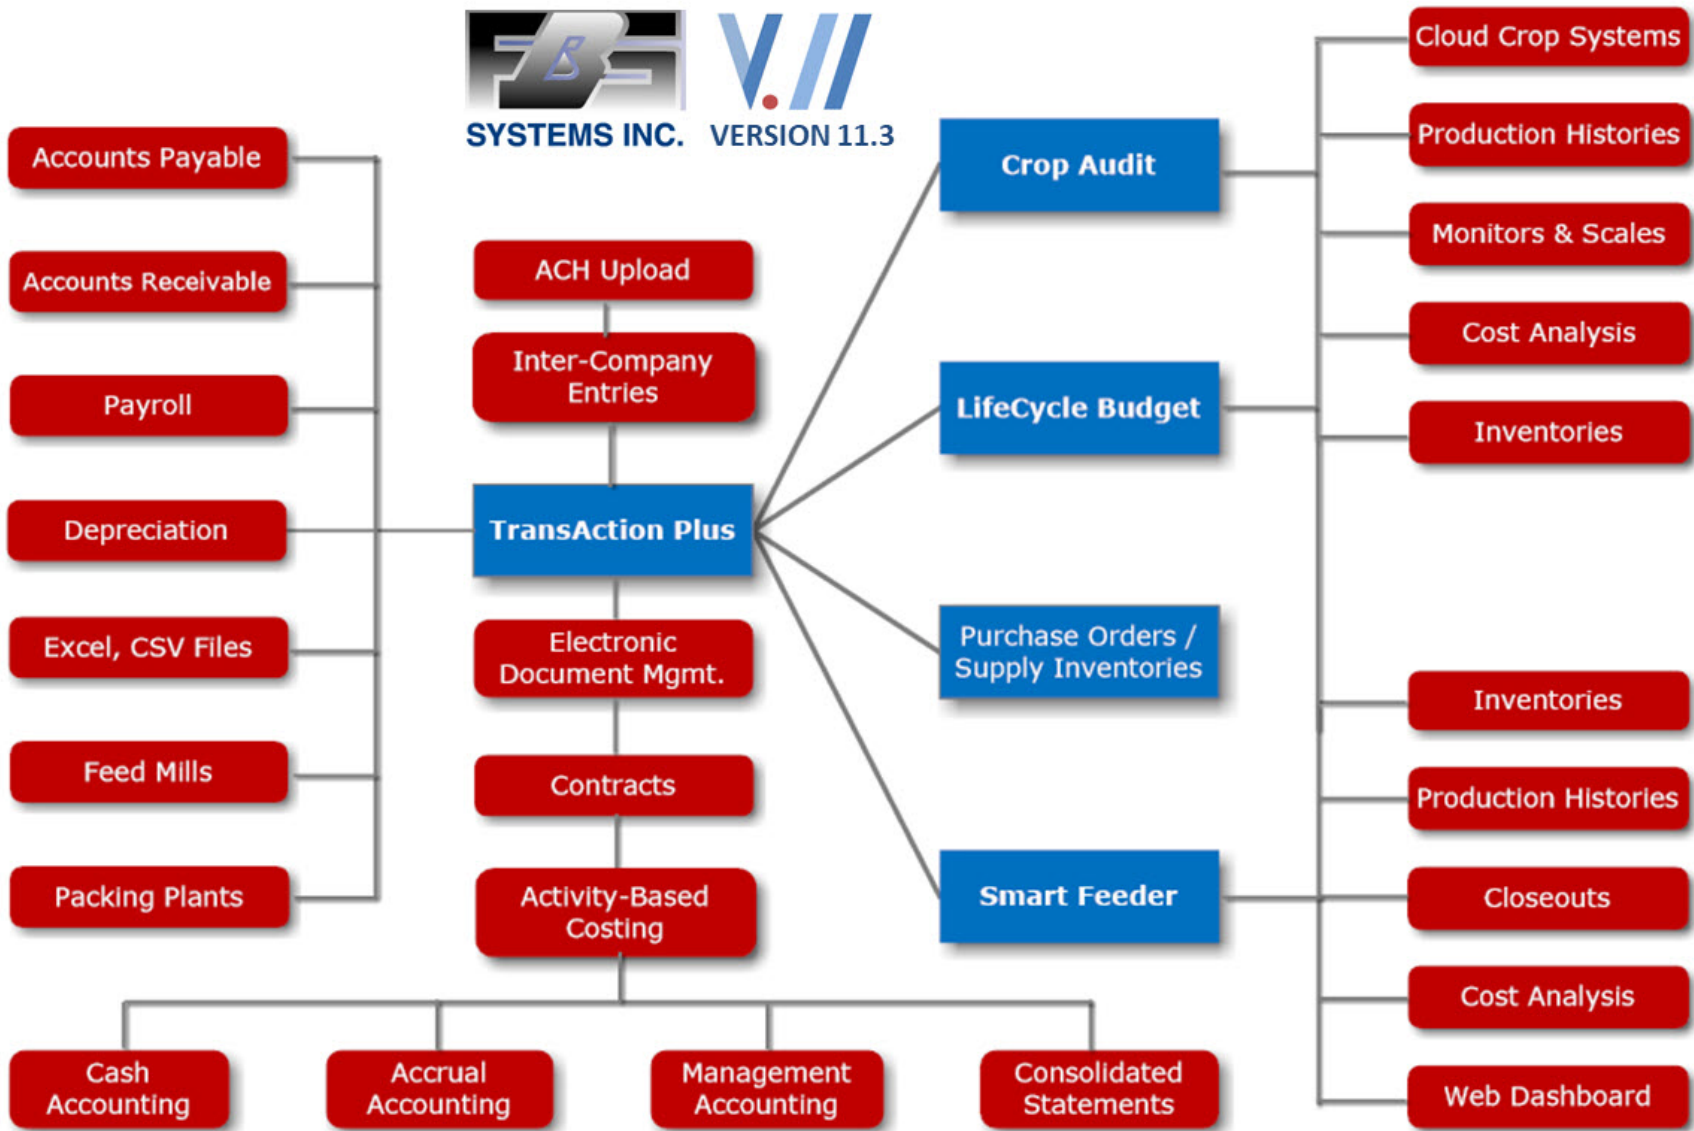 FBS
SYSTEMS INC.
V.11
VERSION 11.3
Accounts Payable
Accounts Receivable
Payroll
Depreciation
Excel, CSV Files
Feed Mills
Packing Plants
ACH Upload
Inter-Company
Entries
TransAction Plus
Electronic
Document Mgmt.
Contracts
Activity-Based
Costing
Cash
Accounting
Accrual
Accounting
Management
Accounting
Consolidated
Statements
Crop Audit
LifeCycle Budget
Purchase Orders /
Supply Inventories
Smart Feeder
Cloud Crop Systems
Production Histories
Monitors & Scales
Cost Analysis
Inventories
Inventories
Production Histories
Closeouts
Cost Analysis
Web Dashboard